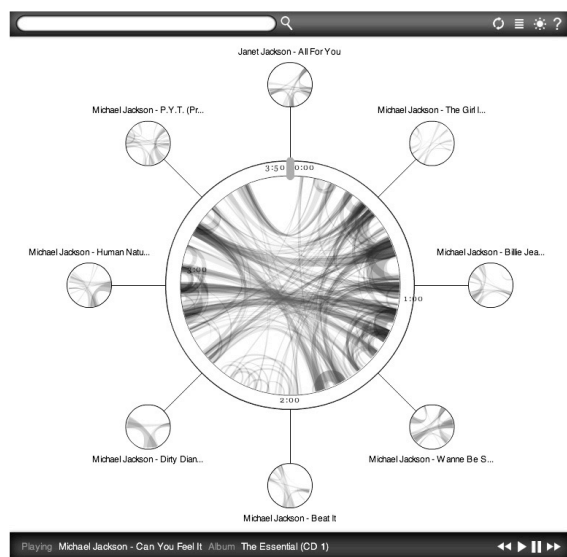 ?
Janet Jackson - All For You
Michael Jackson - P.Y.T. (Pr...
Michael Jackson - The Girl I...
3:50 0:00
Michael Jackson - Human Natu...
Michael Jackson - Billie Jea...
3:00
1:00
2:00
Michael Jackson - Dirty Dian...
Michael Jackson - Wanne Be S...
Michael Jackson - Beat It
Playing Michael Jackson - Can You Feel It Album The Essential (CD 1)